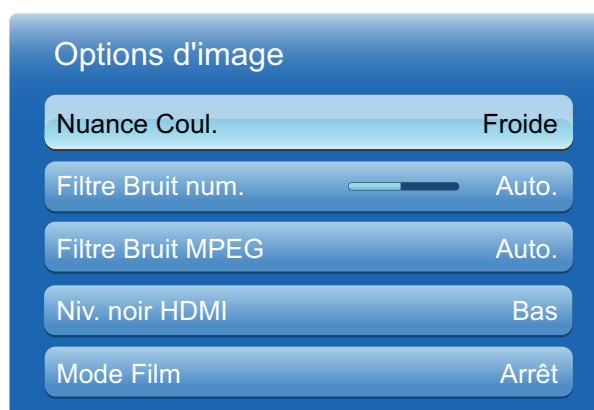 Options d'image
Nuance Coul. Froide
Filtre Bruit num. Auto.
Filtre Bruit MPEG Auto.
Niv. noir HDMI Bas
Mode Film Arrêt